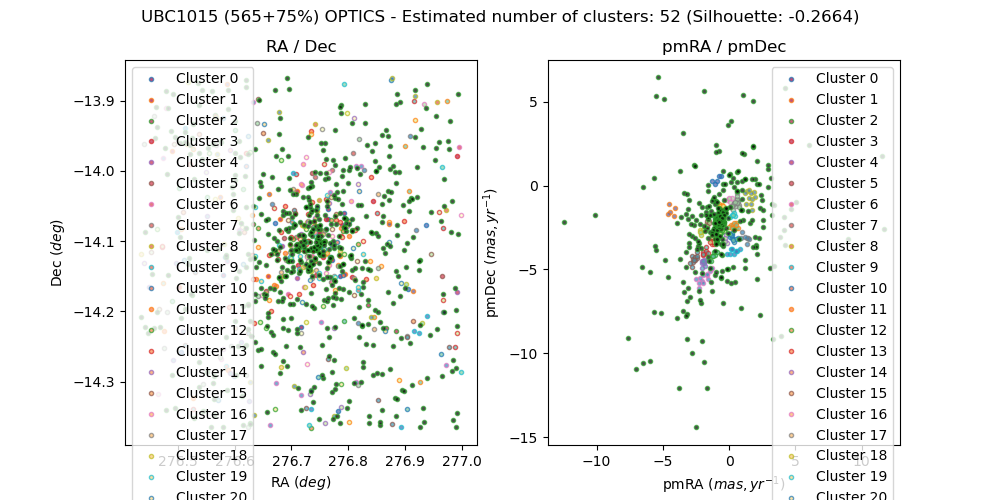 UBC1015 (565+75%) OPTICS - Estimated number of clusters: 52 (Silhouette: -0.2664)
RA / Dec
Dec (deg)
−13.9
−14.0
−14.1
−14.2
−14.3
276.5
276.6
276.7
276.8
276.9
277.0
RA (deg)
Cluster 0
Cluster 1
Cluster 2
Cluster 3
Cluster 4
Cluster 5
Cluster 6
Cluster 7
Cluster 8
Cluster 9
Cluster 10
Cluster 11
Cluster 12
Cluster 13
Cluster 14
Cluster 15
Cluster 16
Cluster 17
Cluster 18
Cluster 19
Cluster 20
pmRA / pmDec
pmDec (mas, yr⁻¹)
5
0
−5
−10
−15
−10
−5
0
5
10
pmRA (mas, yr⁻¹)
Cluster 0
Cluster 1
Cluster 2
Cluster 3
Cluster 4
Cluster 5
Cluster 6
Cluster 7
Cluster 8
Cluster 9
Cluster 10
Cluster 11
Cluster 12
Cluster 13
Cluster 14
Cluster 15
Cluster 16
Cluster 17
Cluster 18
Cluster 19
Cluster 20